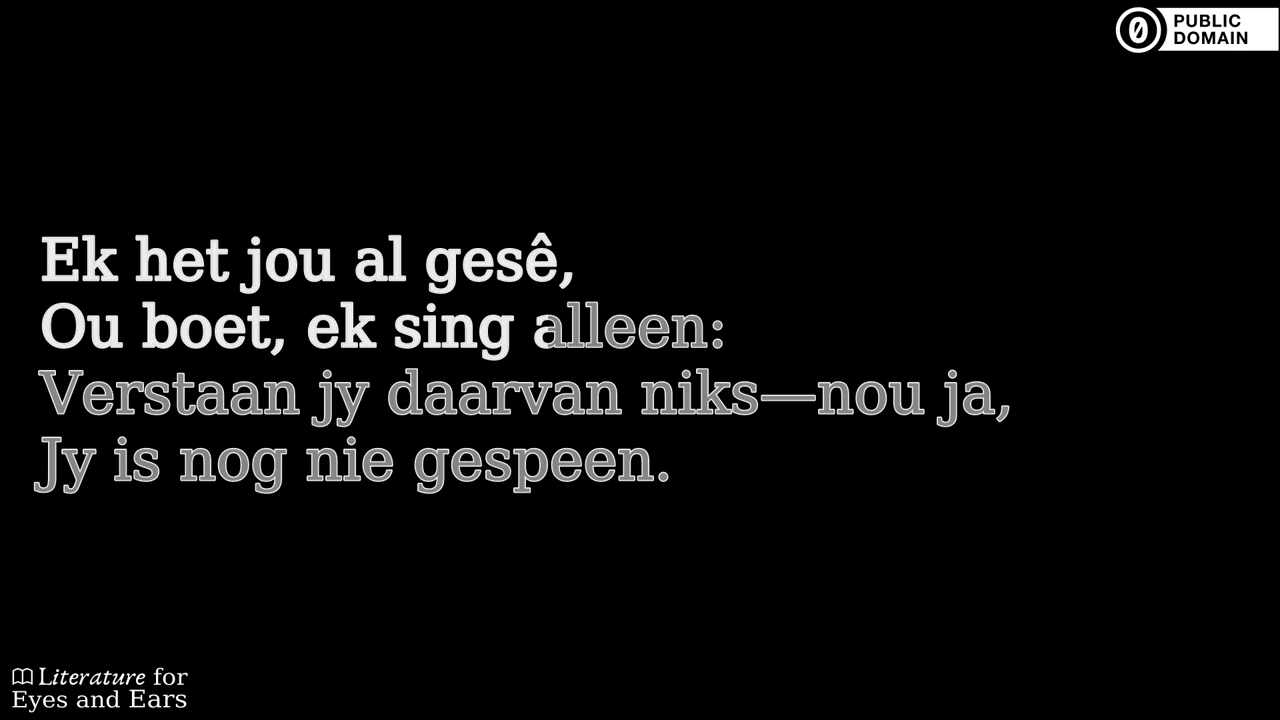 PUBLIC
DOMAIN
Ek het jou al gesê,
Ou boet, ek sing alleen:
Verstaan jy daarvan niks—nou ja,
Jy is nog nie gespeen.
Literature for
Eyes and Ears